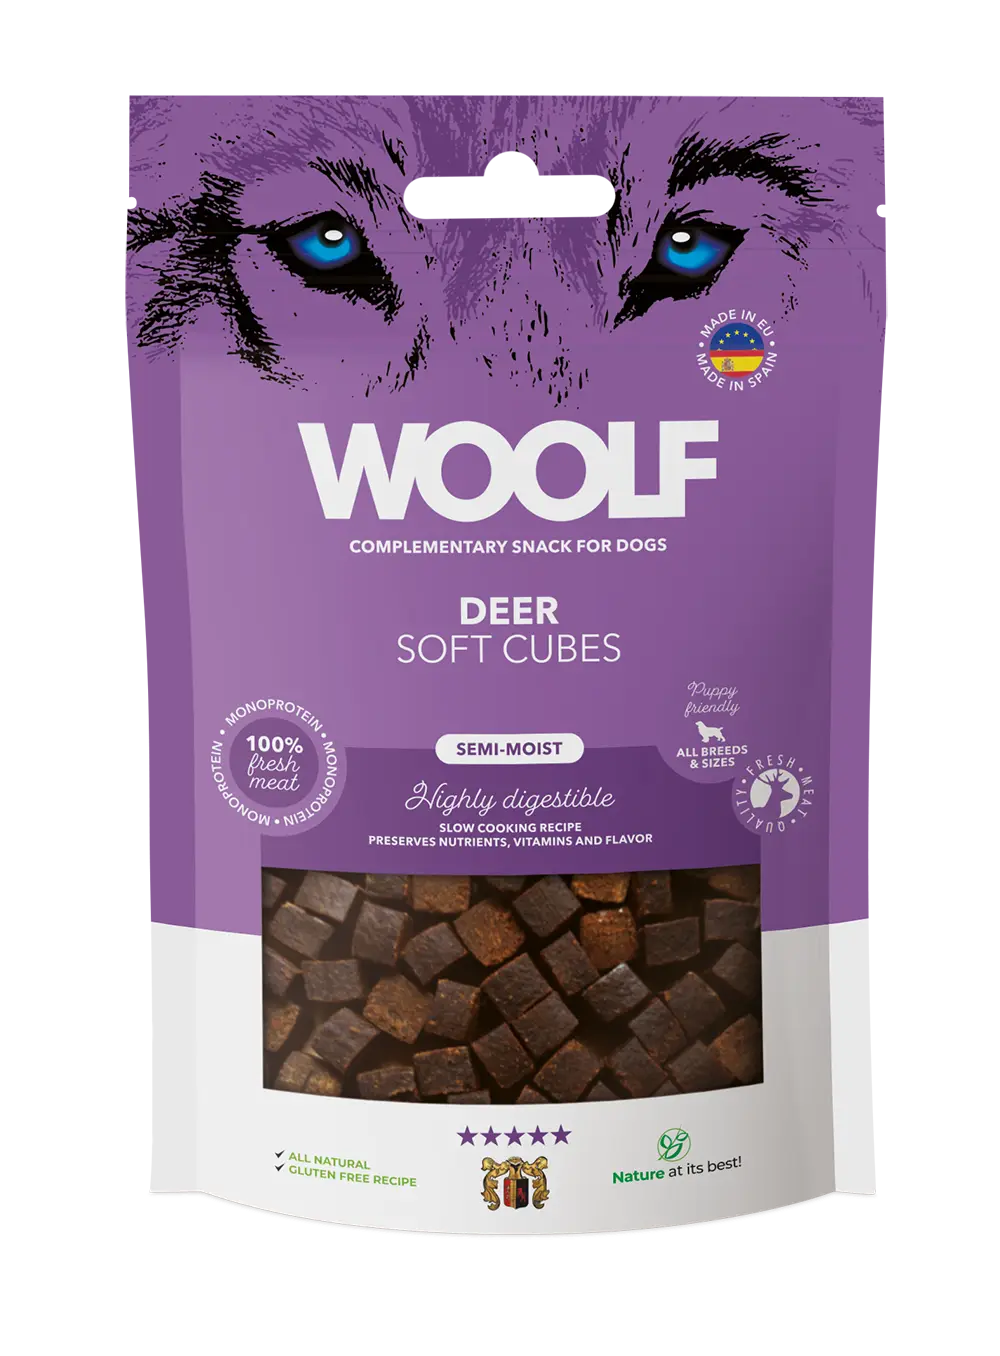 MADE IN EU
MADE IN SPAIN
WOOLF
COMPLEMENTARY SNACK FOR DOGS
DEER
SOFT CUBES
Puppy
friendly
ALL BREEDS
& SIZES
MONOPROTEIN • MONOPROTEIN • MONOPROTEIN •
100%
fresh
meat
SEMI-MOIST
FRESH • MEAT • QUALITY •
Highly digestible
SLOW COOKING RECIPE
PRESERVES NUTRIENTS, VITAMINS AND FLAVOR
ALL NATURAL
GLUTEN FREE RECIPE
Nature at its best!